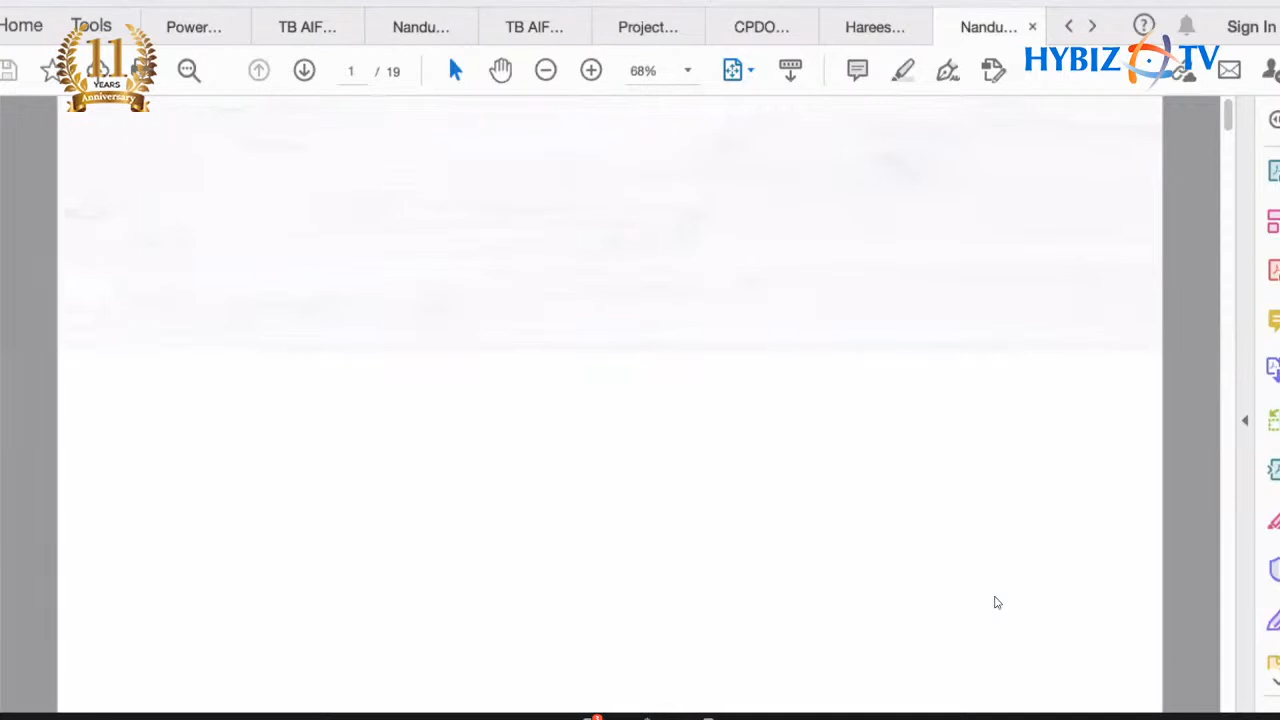 Home Tools Power... TB AIF... Nandu... TB AIF... Project... CPDO... Harees... Nandu... × Sign In
11 YEARS Anniversary
1 / 19 68%
HYBIZ TV